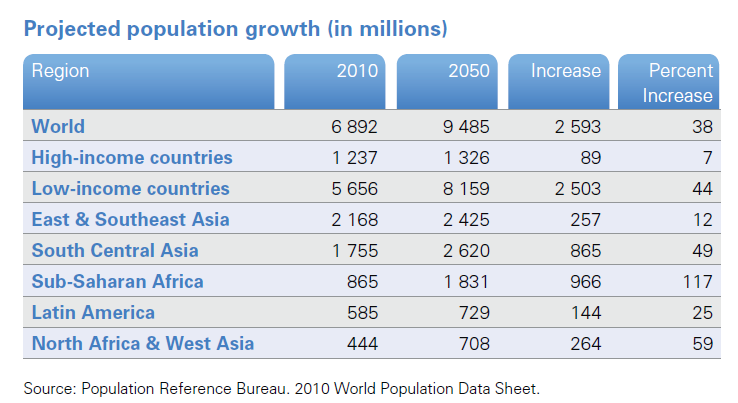 Projected population growth (in millions)
Region 2010 2050 Increase Percent
Increase
World 6 892 9 485 2 593 38
High-income countries 1 237 1 326 89 7
Low-income countries 5 656 8 159 2 503 44
East & Southeast Asia 2 168 2 425 257 12
South Central Asia 1 755 2 620 865 49
Sub-Saharan Africa 865 1 831 966 117
Latin America 585 729 144 25
North Africa & West Asia 444 708 264 59
Source: Population Reference Bureau. 2010 World Population Data Sheet.